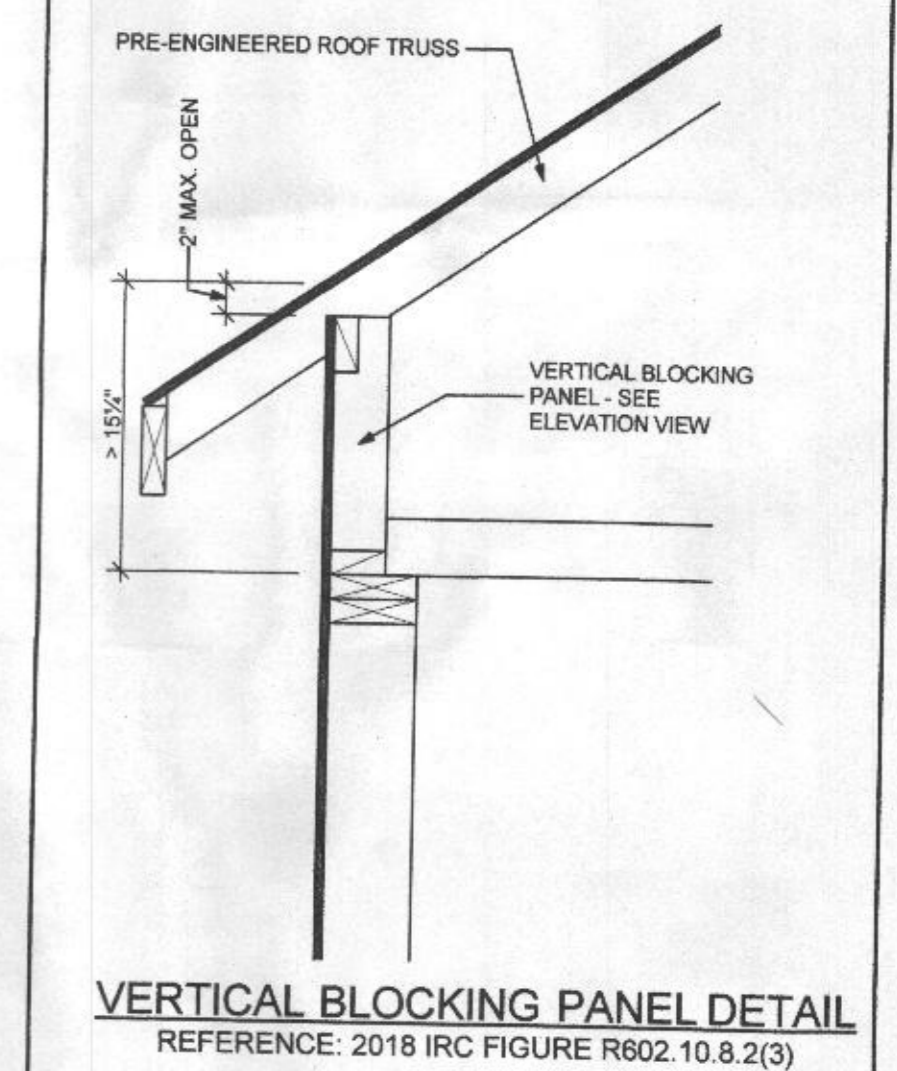 PRE-ENGINEERED ROOF TRUSS
2" MAX. OPEN
> 15¼"
VERTICAL BLOCKING
PANEL - SEE
ELEVATION VIEW
VERTICAL BLOCKING PANEL DETAIL
REFERENCE: 2018 IRC FIGURE R602.10.8.2(3)